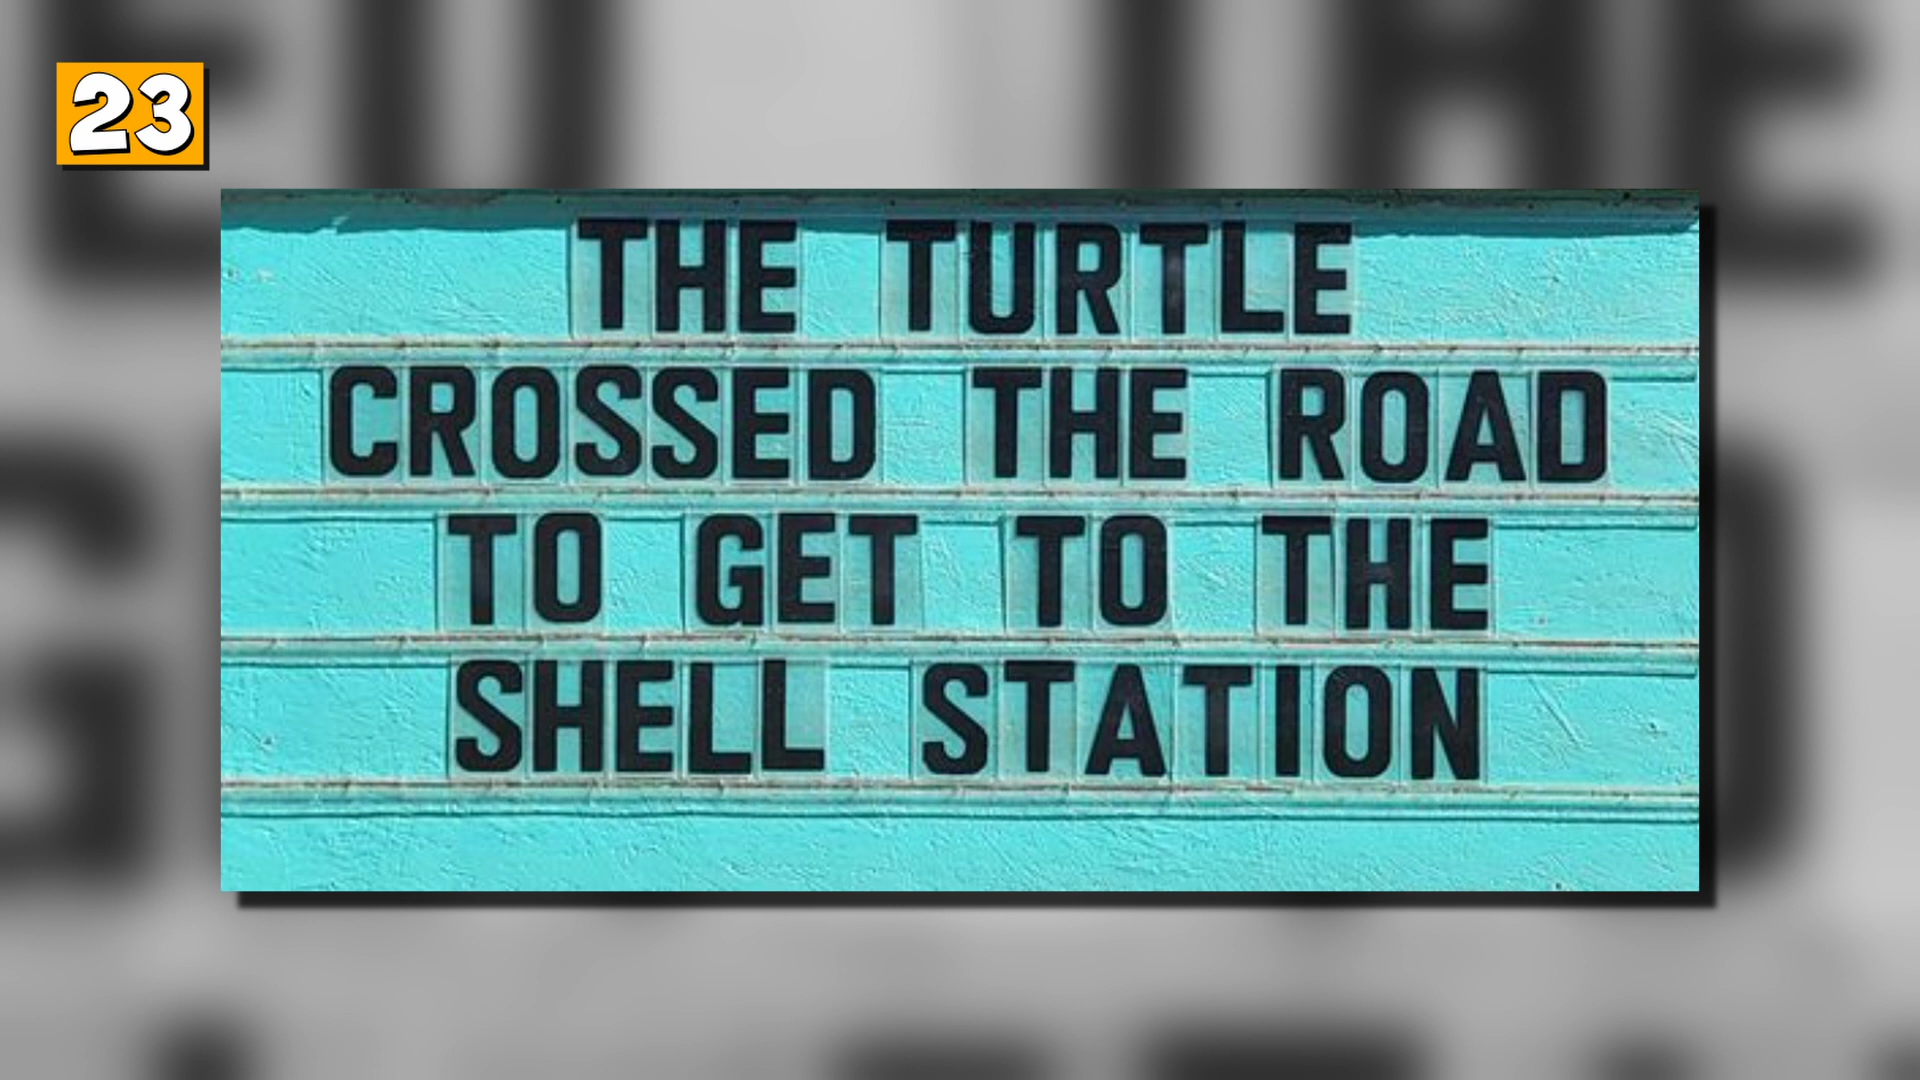 23
THE TURTLE
CROSSED THE ROAD
TO GET TO THE
SHELL STATION